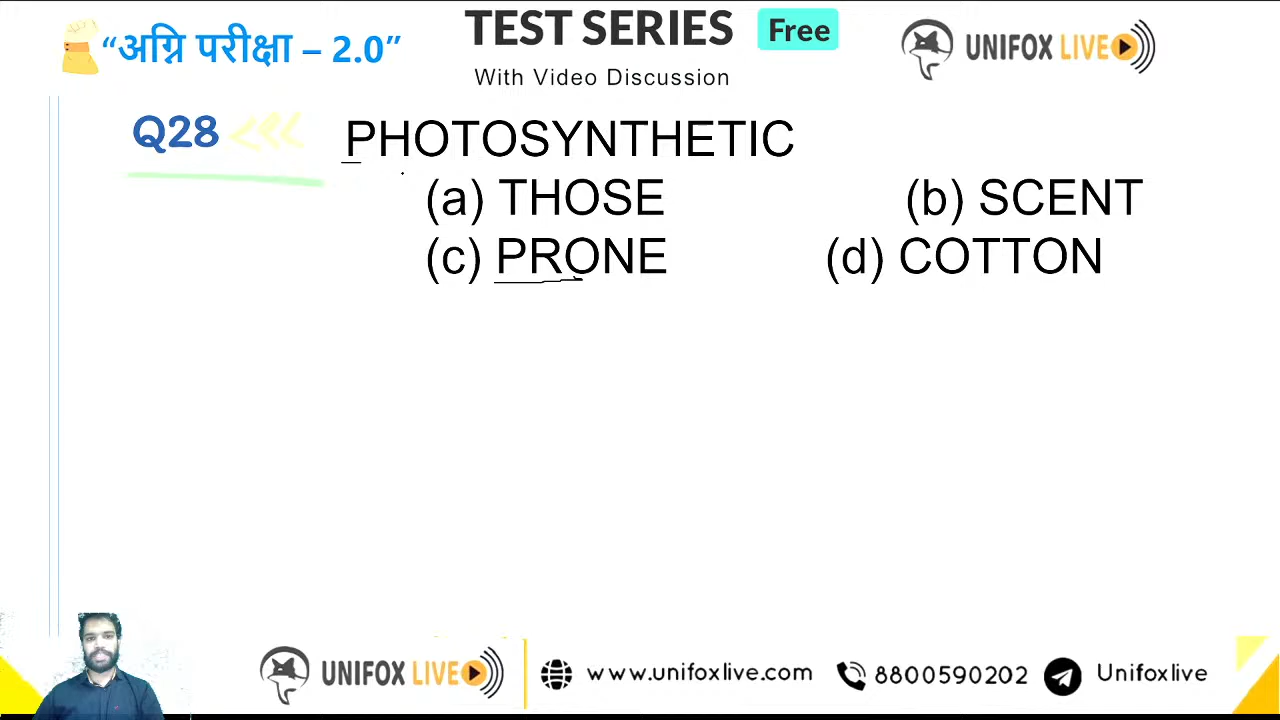 “अग्नि परीक्षा – 2.0”
TEST SERIES Free
With Video Discussion
UNIFOX LIVE
Q28 <<< PHOTOSYNTHETIC
(a) THOSE (b) SCENT
(c) PRONE (d) COTTON
UNIFOX LIVE www.unifoxlive.com 8800590202 Unifoxlive